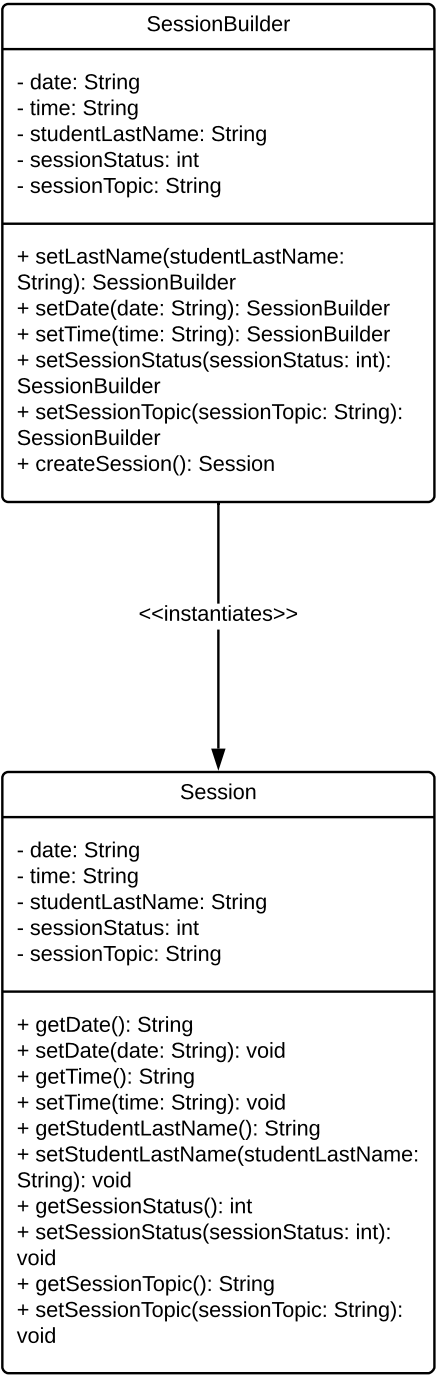 SessionBuilder
- date: String
- time: String
- studentLastName: String
- sessionStatus: int
- sessionTopic: String
+ setLastName(studentLastName:
String): SessionBuilder
+ setDate(date: String): SessionBuilder
+ setTime(time: String): SessionBuilder
+ setSessionStatus(sessionStatus: int):
SessionBuilder
+ setSessionTopic(sessionTopic: String):
SessionBuilder
+ createSession(): Session
<<instantiates>>
Session
- date: String
- time: String
- studentLastName: String
- sessionStatus: int
- sessionTopic: String
+ getDate(): String
+ setDate(date: String): void
+ getTime(): String
+ setTime(time: String): void
+ getStudentLastName(): String
+ setStudentLastName(studentLastName:
String): void
+ getSessionStatus(): int
+ setSessionStatus(sessionStatus: int):
void
+ getSessionTopic(): String
+ setSessionTopic(sessionTopic: String):
void